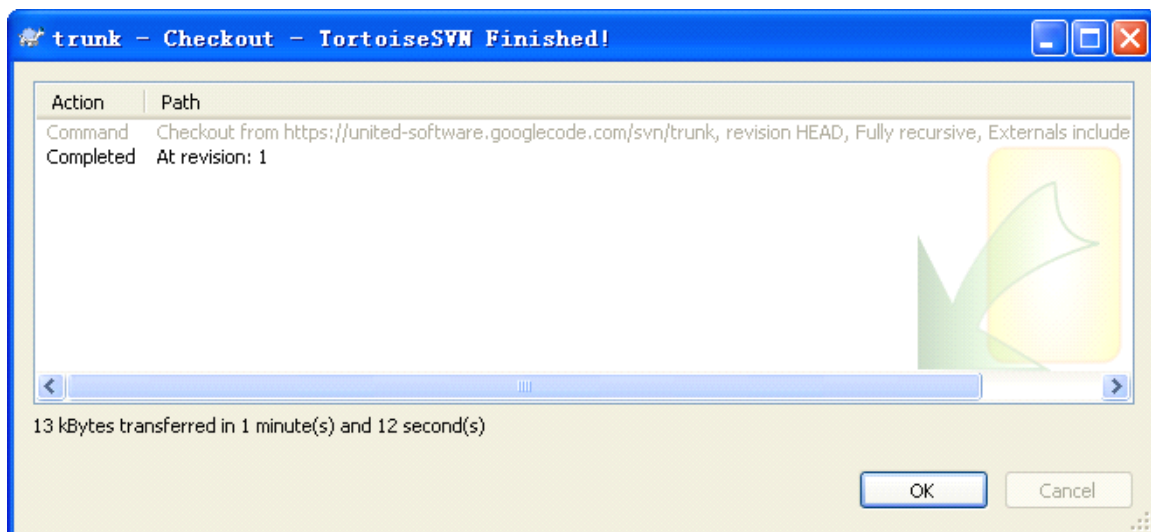 trunk - Checkout - TortoiseSVN Finished!
Action Path
Command Checkout from https://united-software.googlecode.com/svn/trunk, revision HEAD, Fully recursive, Externals include
Completed At revision: 1
13 kBytes transferred in 1 minute(s) and 12 second(s)
OK Cancel